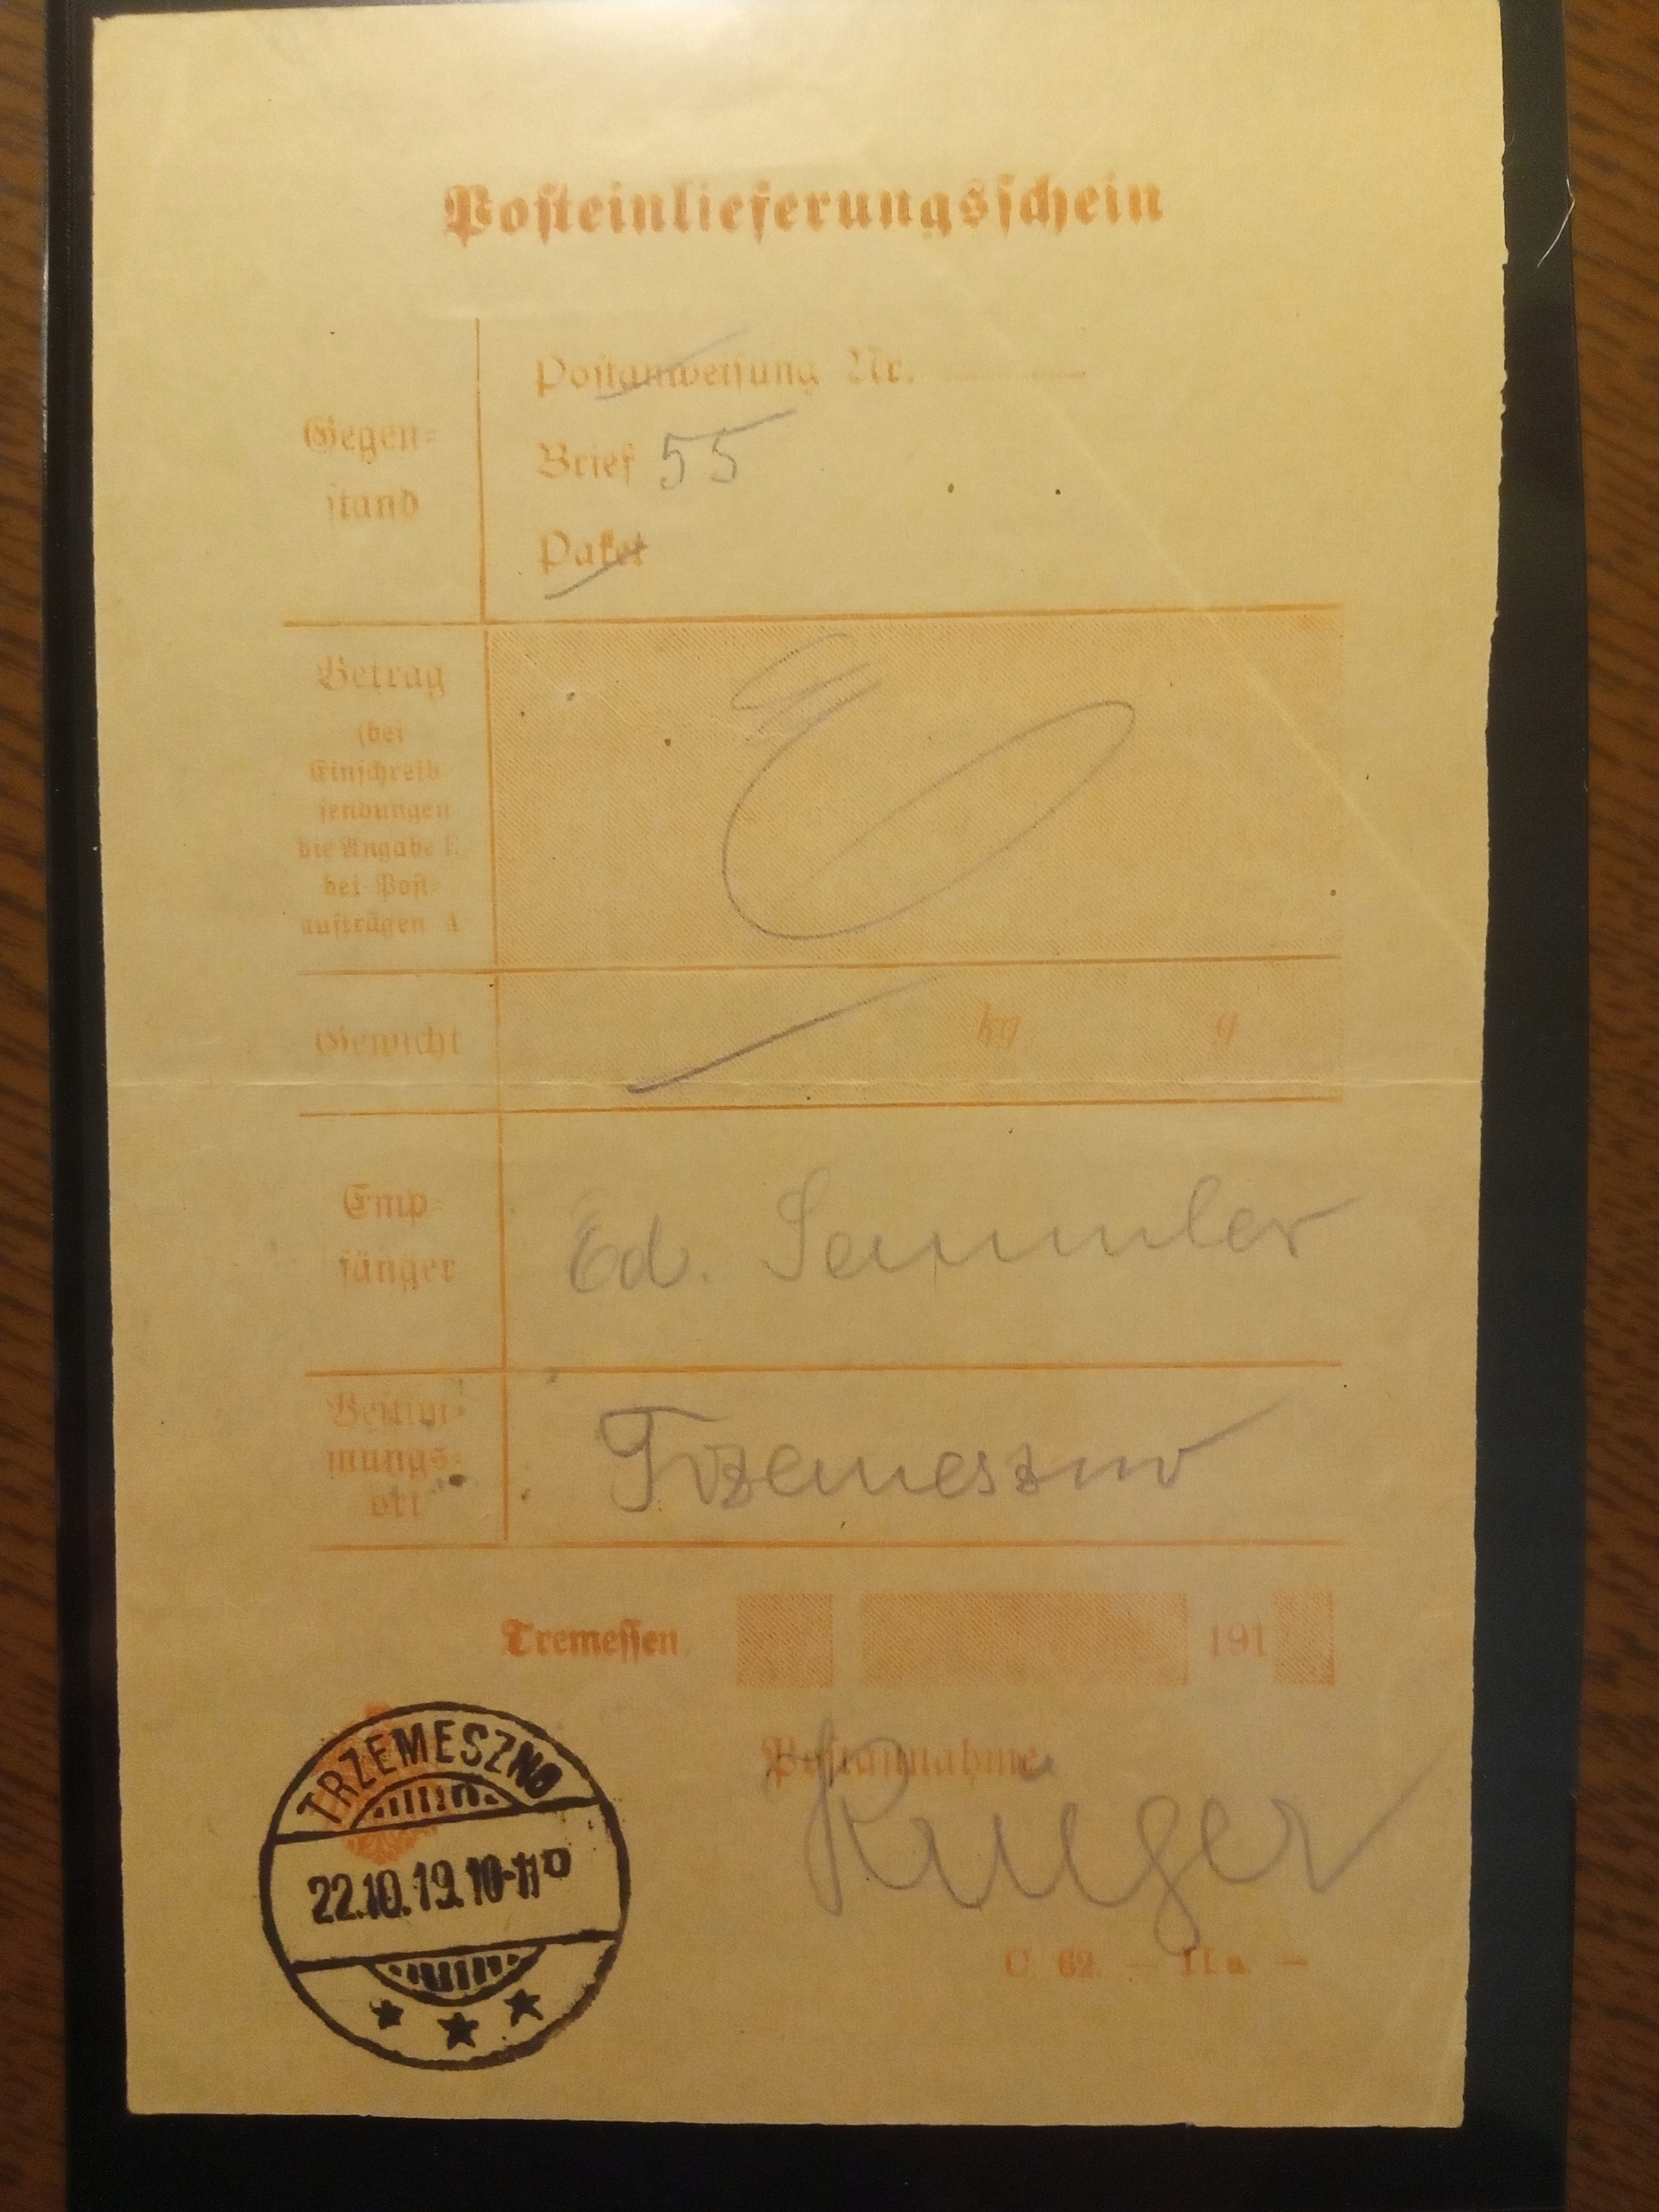 Posteinlieferungsschein
Postanweisung Nr.
Gegen=
stand
Brief 55
Paket
Betrag
(bei
Einschreib
sendungen
die Angabe E
bei Post=
aufträgen A
E
Gewicht
kg g
Emp=
fänger
Ed. Semmler
Bestim=
mungs=
ort
Trzemeszno
Tremessen, 191
Postannahme
Krüger
TRZEMESZNO
22.10.19.10-11
C 62. — II a. —